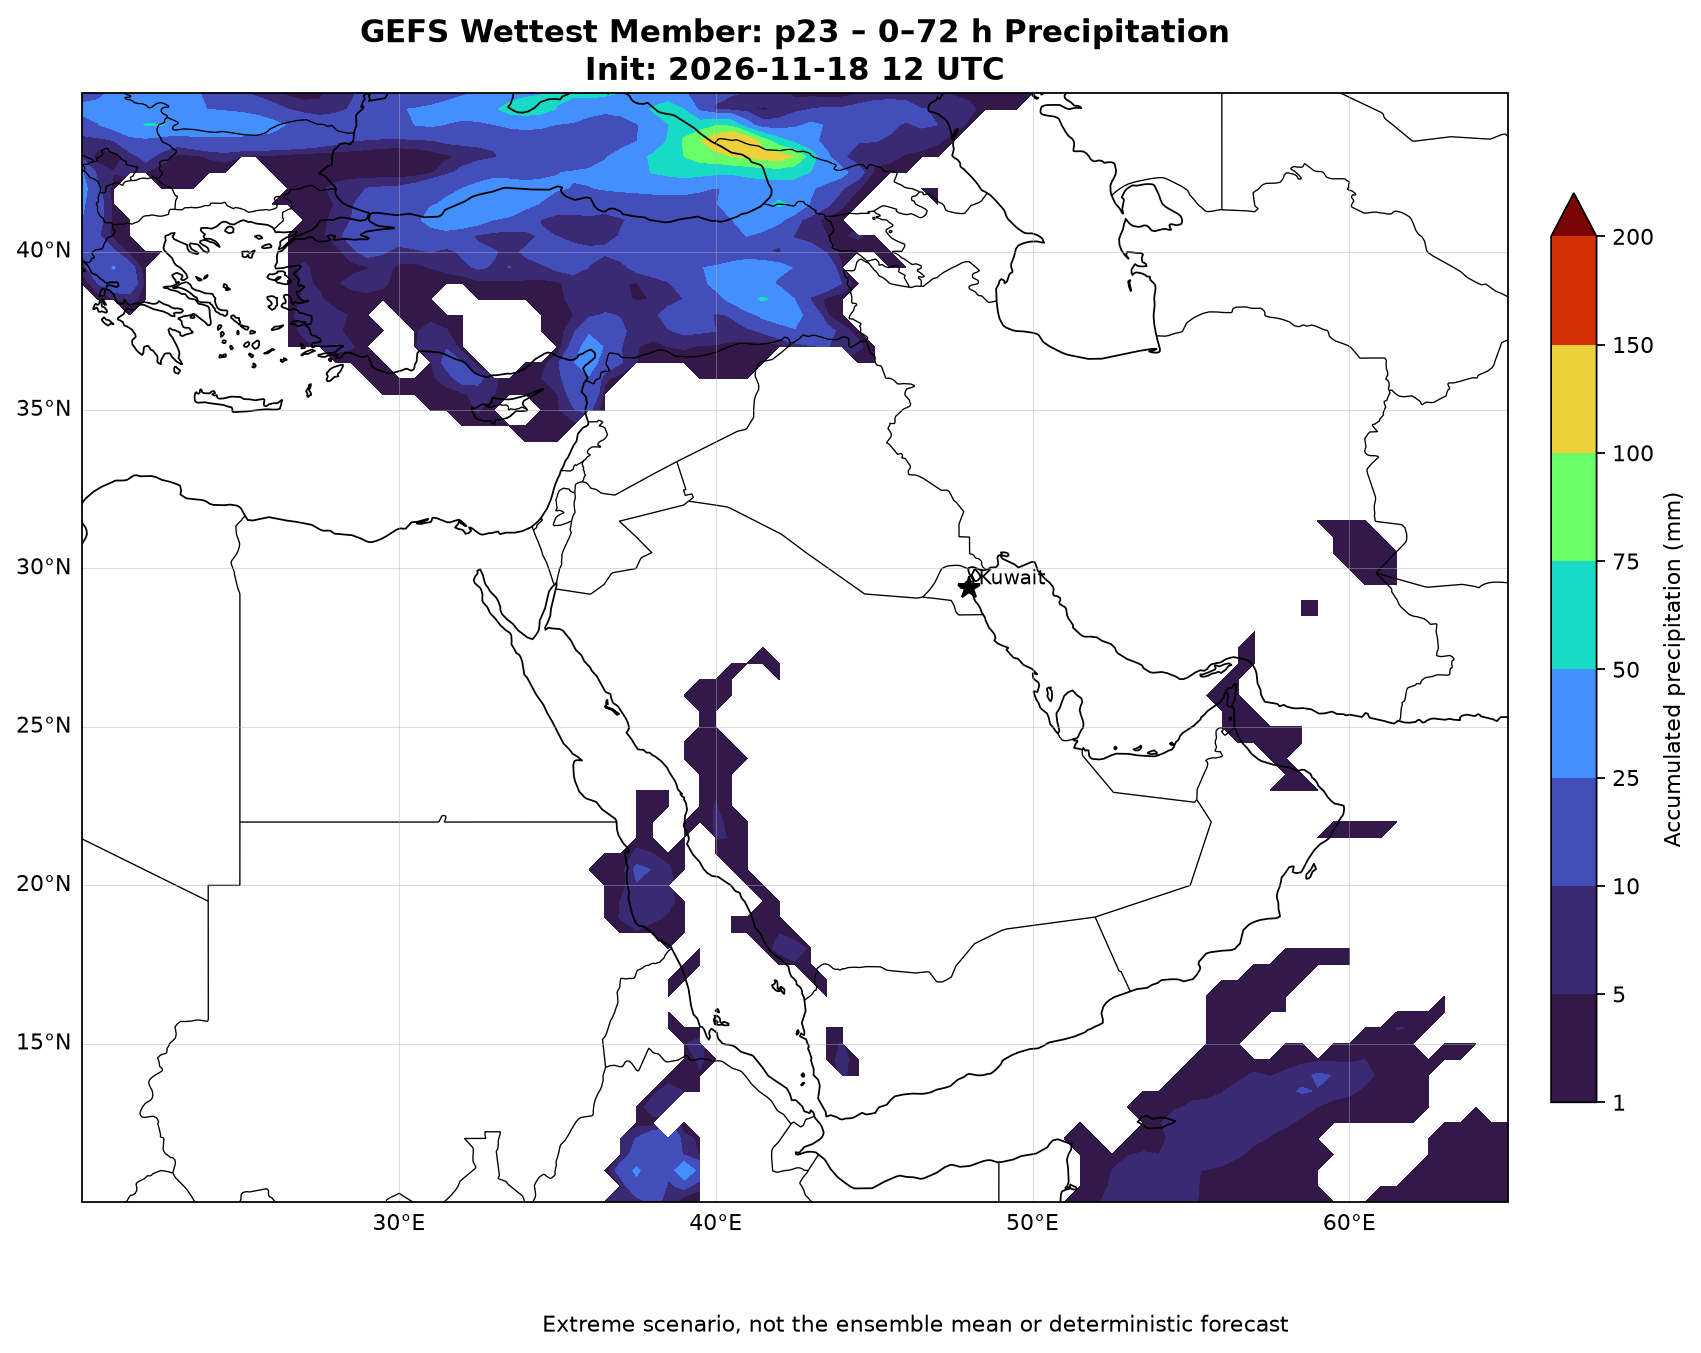 GEFS Wettest Member: p23 – 0–72 h Precipitation
Init: 2026-11-18 12 UTC
40°N
35°N
30°N
25°N
20°N
15°N
Kuwait
30°E
40°E
50°E
60°E
200
150
100
75
50
25
10
5
1
Accumulated precipitation (mm)
Extreme scenario, not the ensemble mean or deterministic forecast